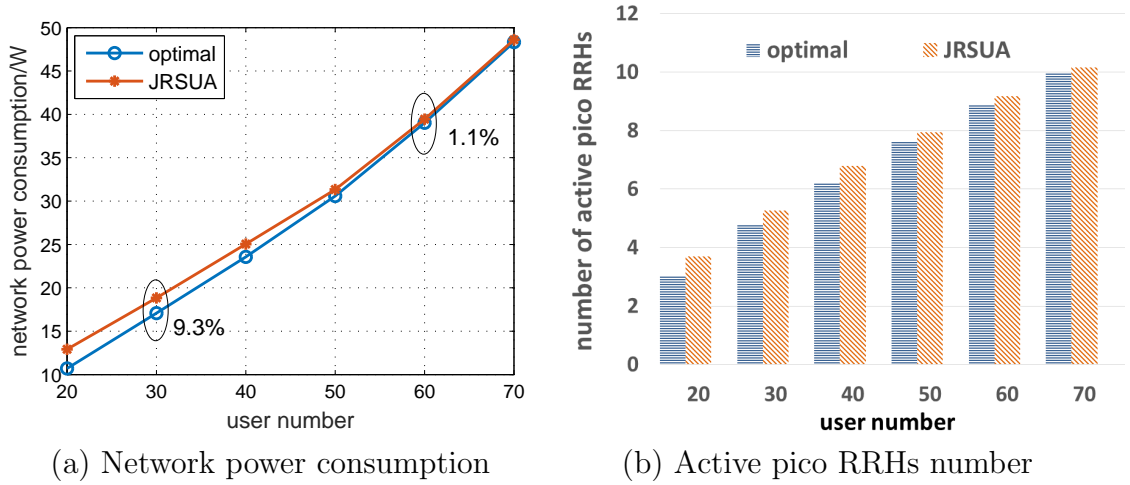 50
45
40
35
30
25
20
15
10
network power consumption/W
optimal
JRSUA
9.3%
1.1%
20 30 40 50 60 70
user number
(a) Network power consumption
12
10
8
6
4
2
0
number of active pico RRHs
optimal JRSUA
20 30 40 50 60 70
user number
(b) Active pico RRHs number